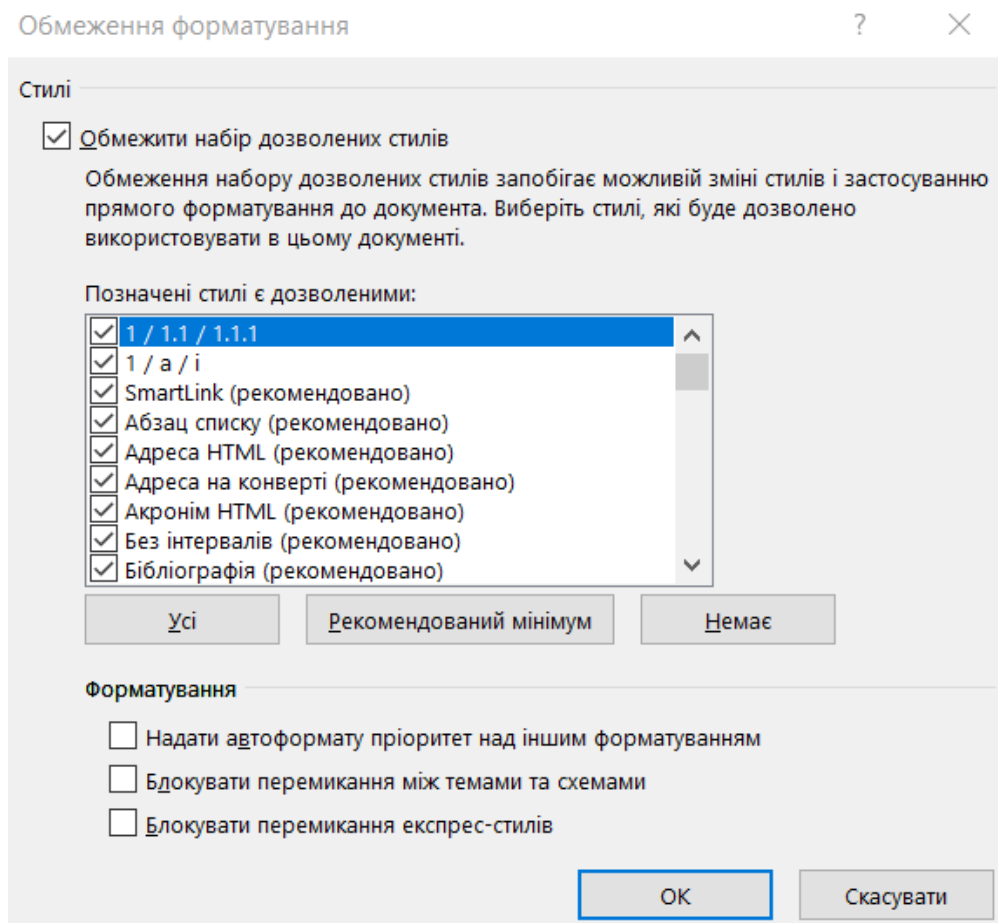 Обмеження форматування
Стилі
Обмежити набір дозволених стилів
Обмеження набору дозволених стилів запобігає можливій зміні стилів і застосуванню
прямого форматування до документа. Виберіть стилі, які буде дозволено
використовувати в цьому документі.
Позначені стилі є дозволеними:
1 / 1.1 / 1.1.1
1 / a / i
SmartLink (рекомендовано)
Абзац списку (рекомендовано)
Адреса HTML (рекомендовано)
Адреса на конверті (рекомендовано)
Акронім HTML (рекомендовано)
Без інтервалів (рекомендовано)
Бібліографія (рекомендовано)
Усі Рекомендований мінімум Немає
Форматування
Надати автоформату пріоритет над іншим форматуванням
Блокувати перемикання між темами та схемами
Блокувати перемикання експрес-стилів
ОК Скасувати